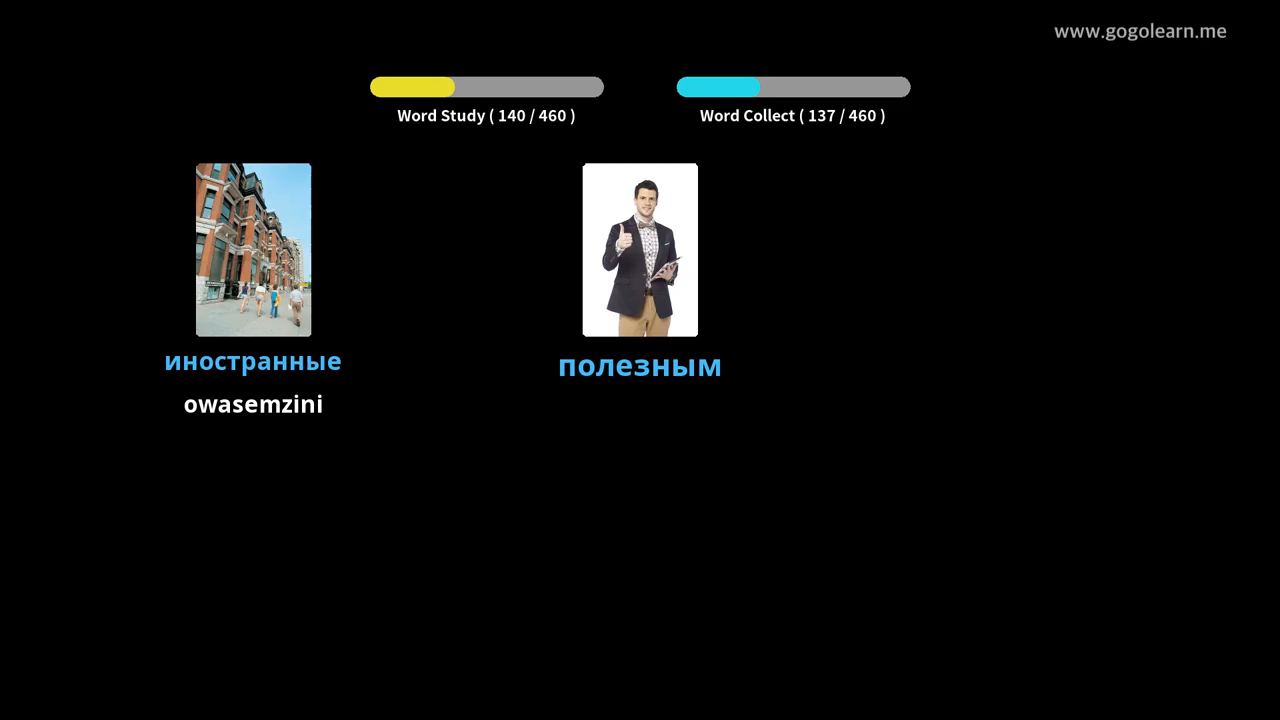 www.gogolearn.me
Word Study ( 140 / 460 )
Word Collect ( 137 / 460 )
иностранные
owasemzini
полезным